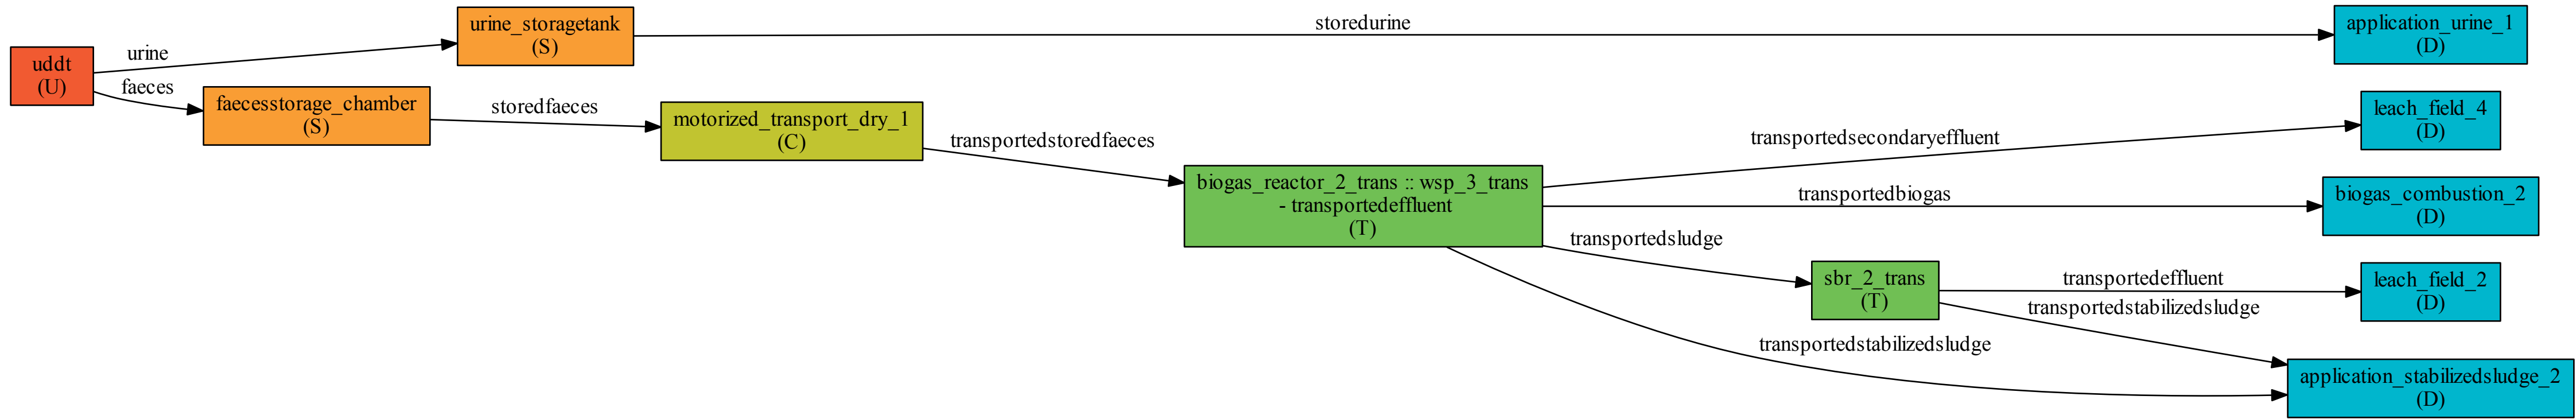 uddt
(U)
urine
faeces
urine_storagetank
(S)
faecesstorage_chamber
(S)
storedurine
storedfaeces
motorized_transport_dry_1
(C)
transportedstoredfaeces
biogas_reactor_2_trans :: wsp_3_trans
- transportedeffluent
(T)
transportedsecondaryeffluent
transportedbiogas
transportedsludge
transportedstabilizedsludge
sbr_2_trans
(T)
transportedeffluent
transportedstabilizedsludge
application_urine_1
(D)
leach_field_4
(D)
biogas_combustion_2
(D)
leach_field_2
(D)
application_stabilizedsludge_2
(D)